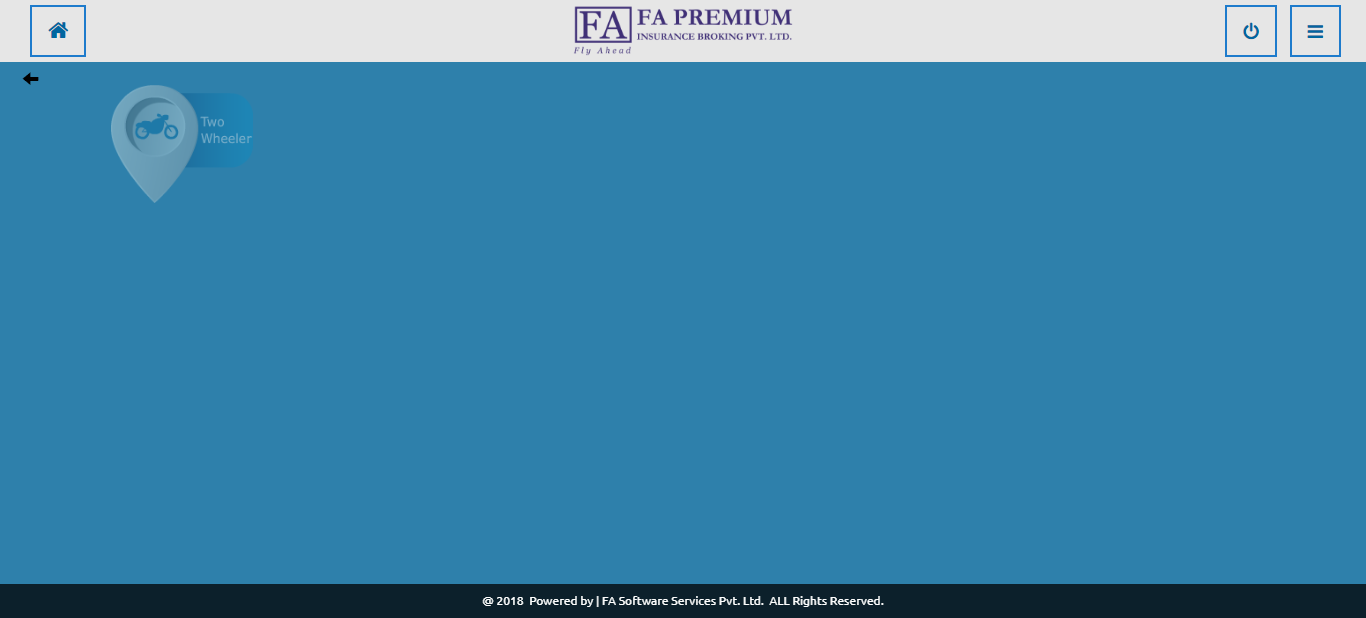 FA
FA PREMIUM
INSURANCE BROKING PVT. LTD.
Fly Ahead
Two
Wheeler
@ 2018 Powered by | FA Software Services Pvt. Ltd. ALL Rights Reserved.